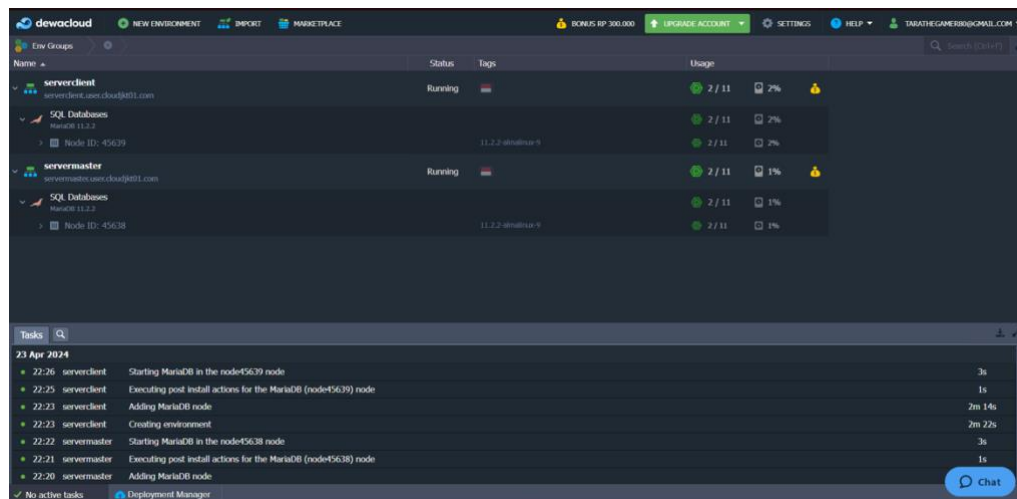 dewacloud NEW ENVIRONMENT IMPORT MARKETPLACE BONUS RP 300.000 UPGRADE ACCOUNT SETTINGS HELP TARATHEGAMER80@GMAIL.COM
Env Groups Search (Ctrl+F)
Name Status Tags Usage
serverclient Running 2 / 11 2%
serverclient.user.cloudjkt01.com
SQL Databases 2 / 11 2%
MariaDB 11.2.2
Node ID: 45639 11.2.2-almalinux-9 2 / 11 2%
servermaster Running 2 / 11 1%
servermaster.user.cloudjkt01.com
SQL Databases 2 / 11 1%
MariaDB 11.2.2
Node ID: 45638 11.2.2-almalinux-9 2 / 11 1%
Tasks
23 Apr 2024
22:26 serverclient Starting MariaDB in the node45639 node 3s
22:25 serverclient Executing post install actions for the MariaDB (node45639) node 1s
22:23 serverclient Adding MariaDB node 2m 14s
22:23 serverclient Creating environment 2m 22s
22:22 servermaster Starting MariaDB in the node45638 node 3s
22:21 servermaster Executing post install actions for the MariaDB (node45638) node 1s
22:20 servermaster Adding MariaDB node
Chat
No active tasks Deployment Manager